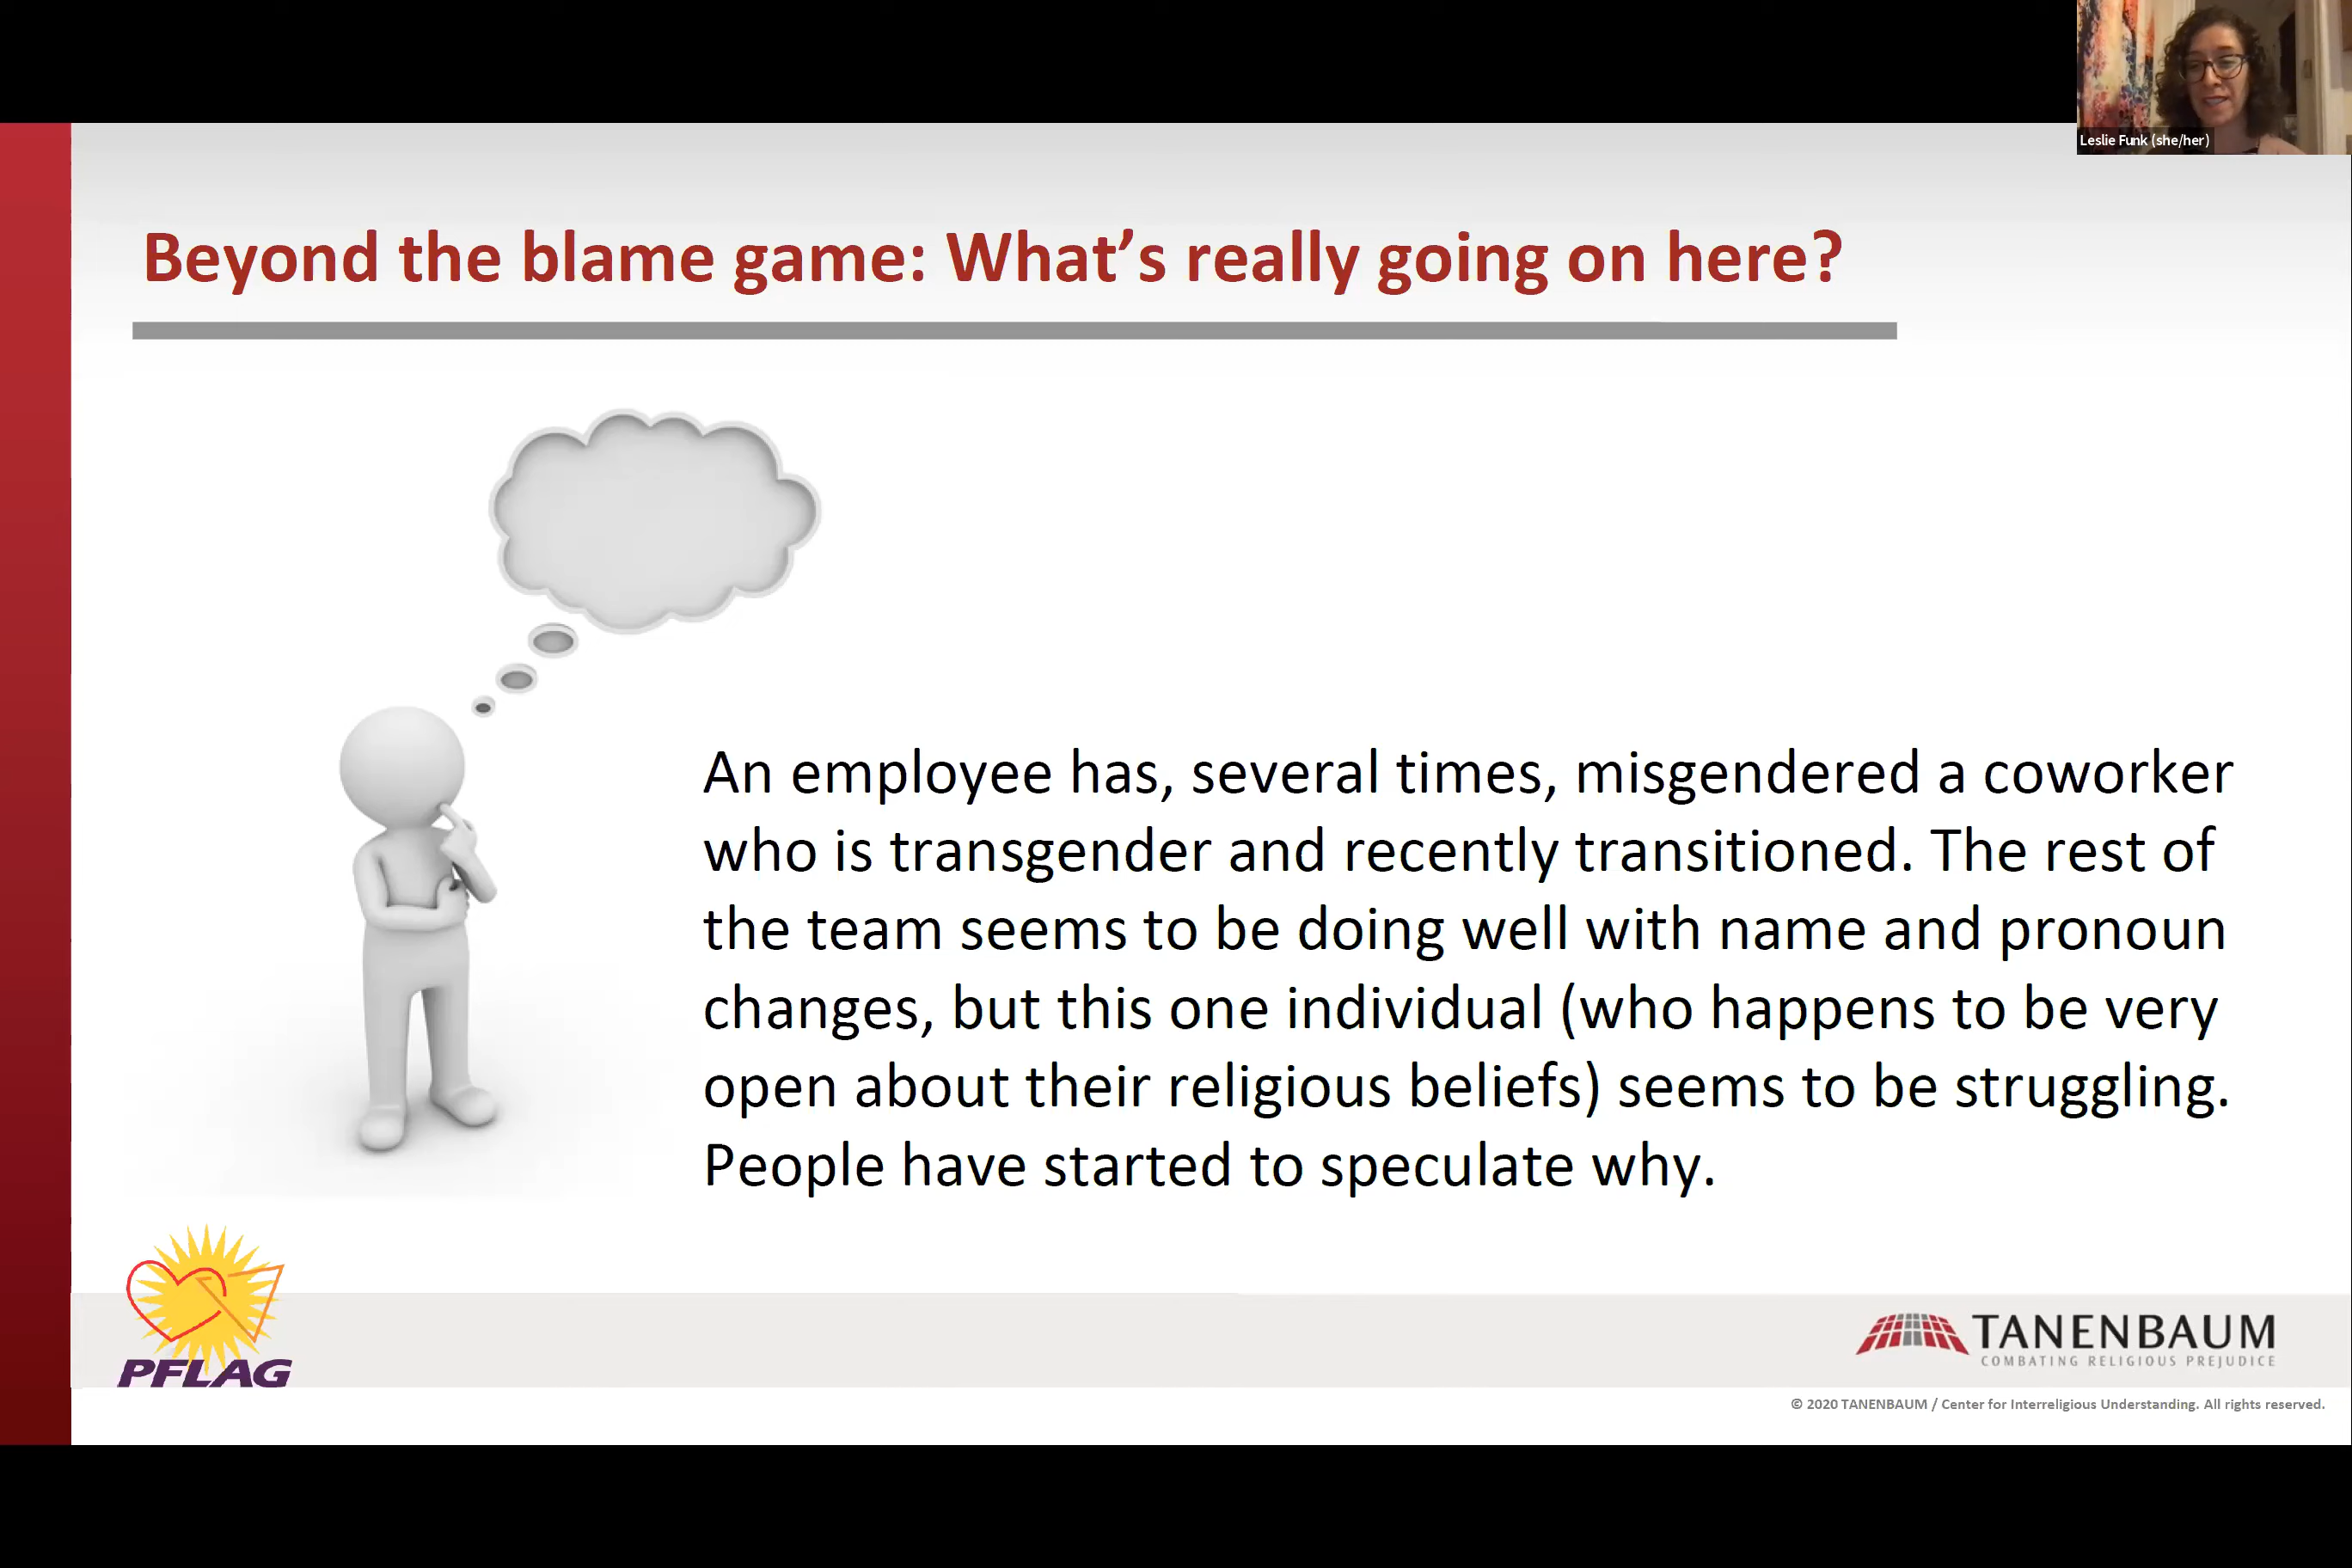 Leslie Funk (she/her)
Beyond the blame game: What’s really going on here?
An employee has, several times, misgendered a coworker
who is transgender and recently transitioned. The rest of
the team seems to be doing well with name and pronoun
changes, but this one individual (who happens to be very
open about their religious beliefs) seems to be struggling.
People have started to speculate why.
PFLAG
TANENBAUM
COMBATING RELIGIOUS PREJUDICE
© 2020 TANENBAUM / Center for Interreligious Understanding. All rights reserved.